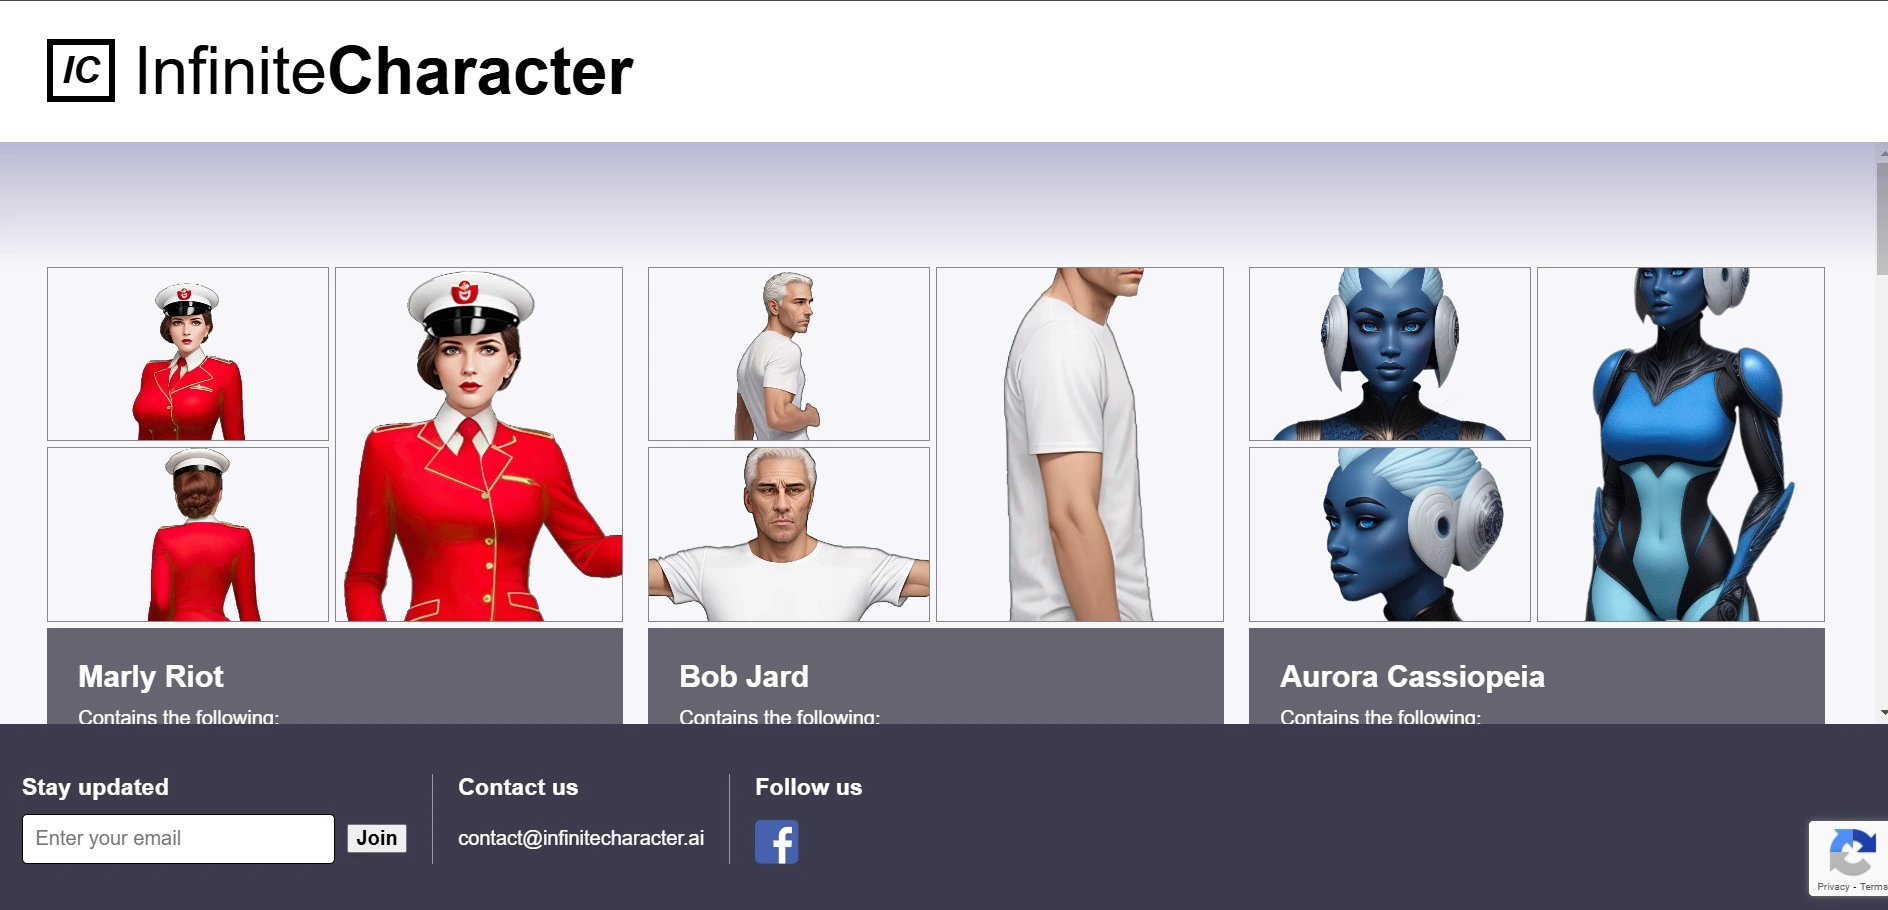 IC InfiniteCharacter
Marly Riot
Contains the following:
Bob Jard
Contains the following:
Aurora Cassiopeia
Contains the following:
Stay updated
Enter your email
Join
Contact us
contact@infinitecharacter.ai
Follow us
Privacy - Terms